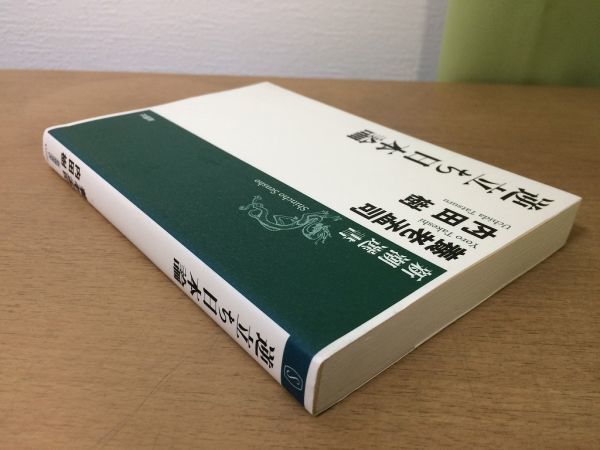 逆立ち日本論
養老孟司
Yoro Takeshi
内田樹
Uchida Tatsuru
新潮選書
Shincho Sensho
逆立ち日本論
養老孟司
内田樹
S